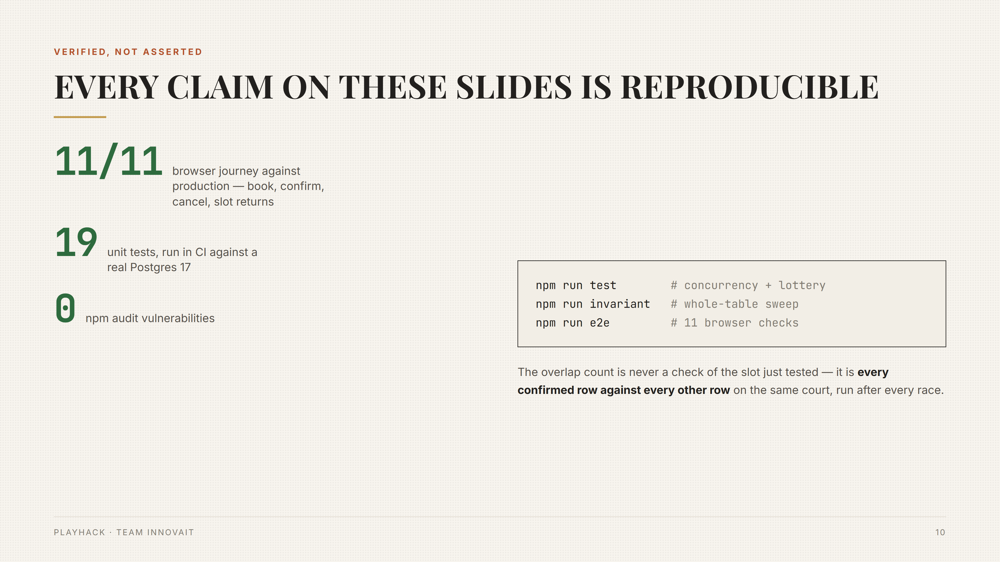 VERIFIED, NOT ASSERTED
EVERY CLAIM ON THESE SLIDES IS REPRODUCIBLE
11/11
browser journey against
production — book, confirm,
cancel, slot returns
19
unit tests, run in CI against a
real Postgres 17
0
npm audit vulnerabilities
npm run test # concurrency + lottery
npm run invariant # whole-table sweep
npm run e2e # 11 browser checks
The overlap count is never a check of the slot just tested — it is every
confirmed row against every other row on the same court, run after every race.
PLAYHACK · TEAM INNOVAIT
10